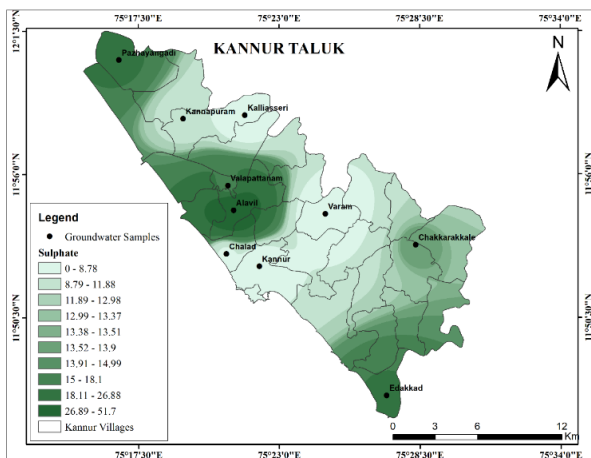 75°17'30"E 75°23'0"E 75°28'30"E 75°34'0"E
12°1'30"N
KANNUR TALUK
N
Pazhayangadi
Kannapuram
Kalliasseri
11°56'0"N
11°56'0"N
Valapattanam
Alavil
Varam
Chakkarakkale
Chalad
Kannur
Legend
Groundwater Samples
Sulphate
0 - 8.78
8.79 - 11.88
11.89 - 12.98
12.99 - 13.37
13.38 - 13.51
13.52 - 13.9
13.91 - 14.99
15 - 18.1
18.11 - 26.88
26.89 - 51.7
Kannur Villages
11°50'30"N
11°50'30"N
Edakkad
0 3 6 12
Km
75°17'30"E 75°23'0"E 75°28'30"E 75°34'0"E